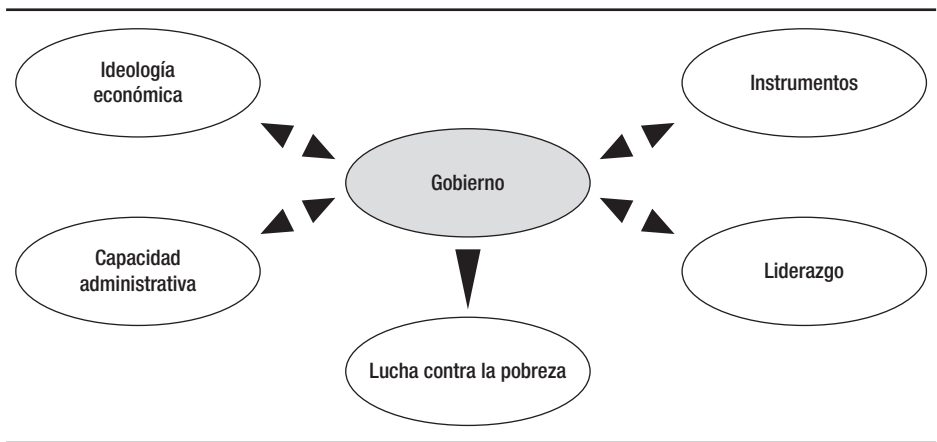 Ideología
económica
Instrumentos
Gobierno
Capacidad
administrativa
Liderazgo
Lucha contra la pobreza